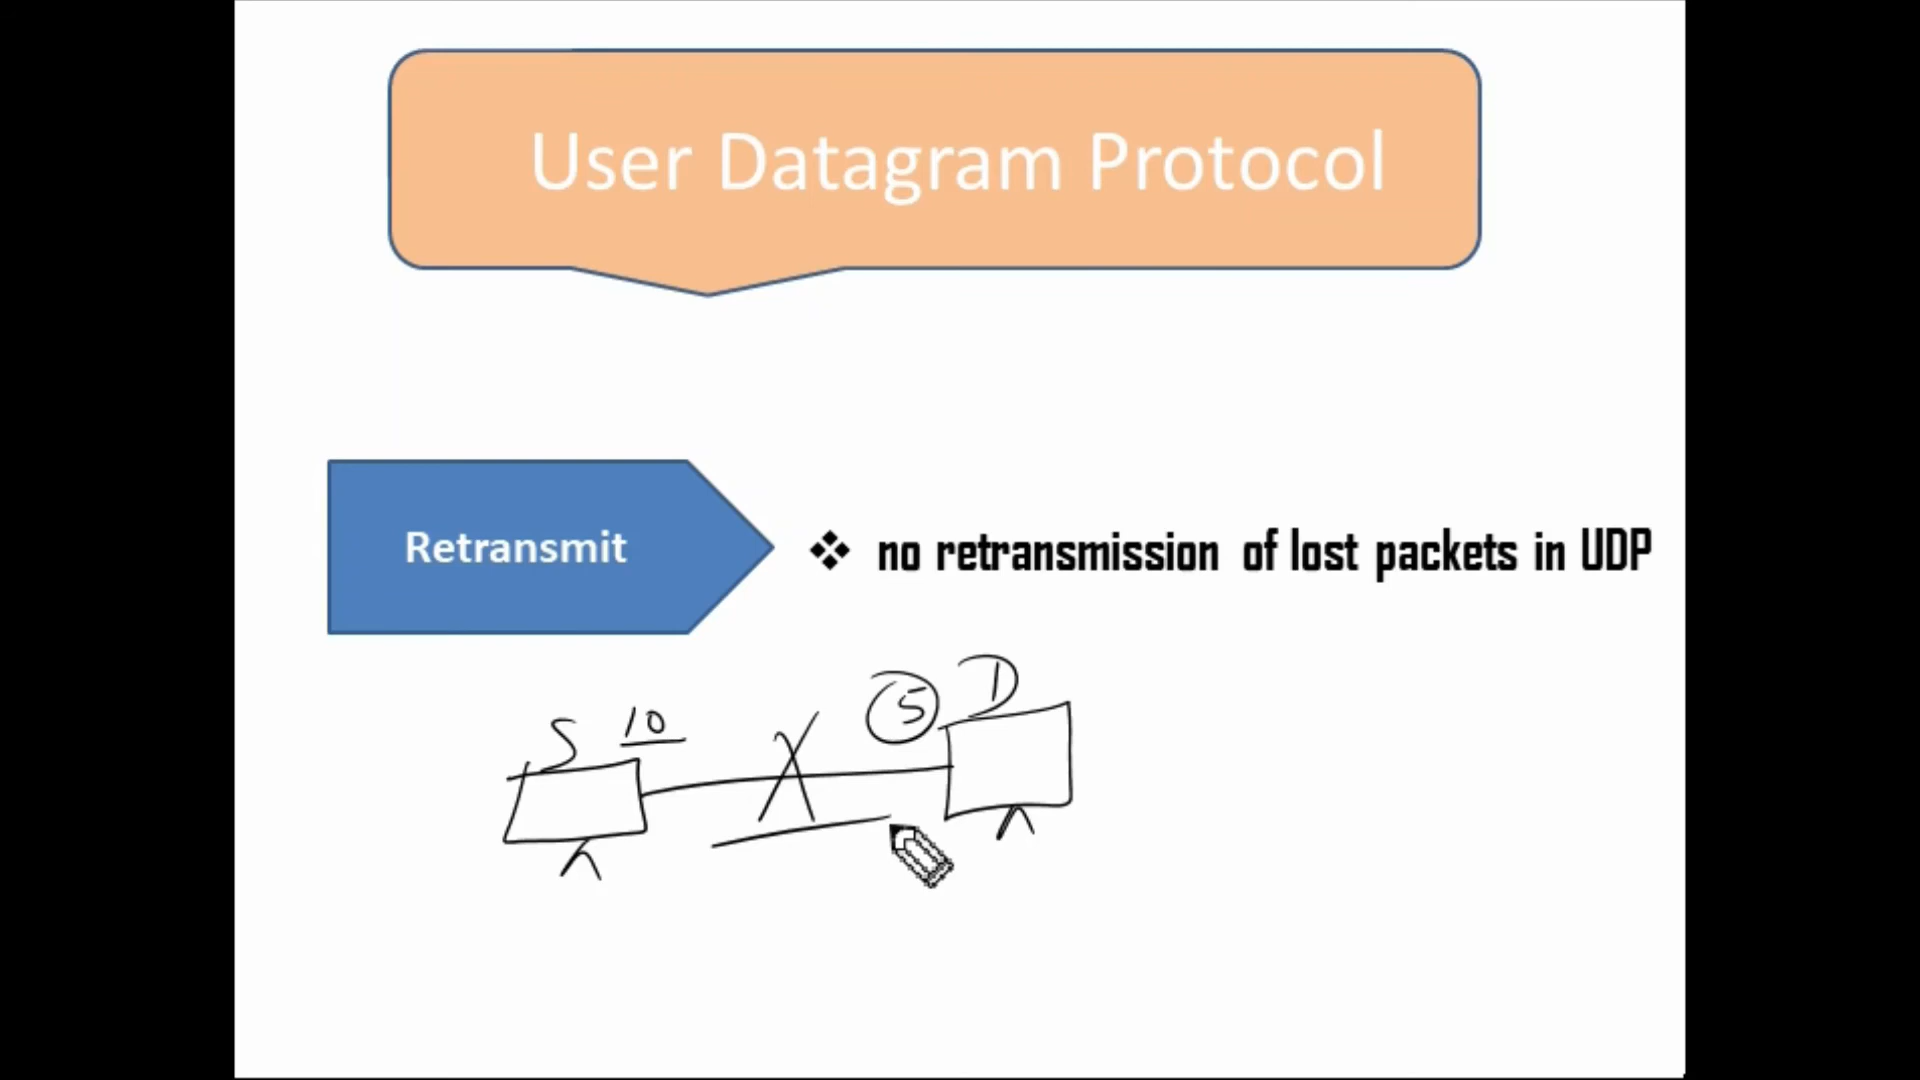 User Datagram Protocol
Retransmit
❖ no retransmission of lost packets in UDP
S 10 X 5 D